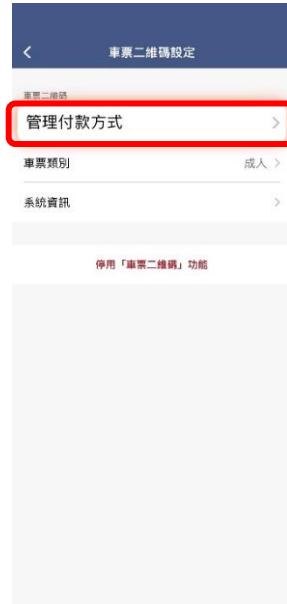 車票二維碼設定
車票二維碼
管理付款方式
車票類別 成人
系統資訊
停用「車票二維碼」功能